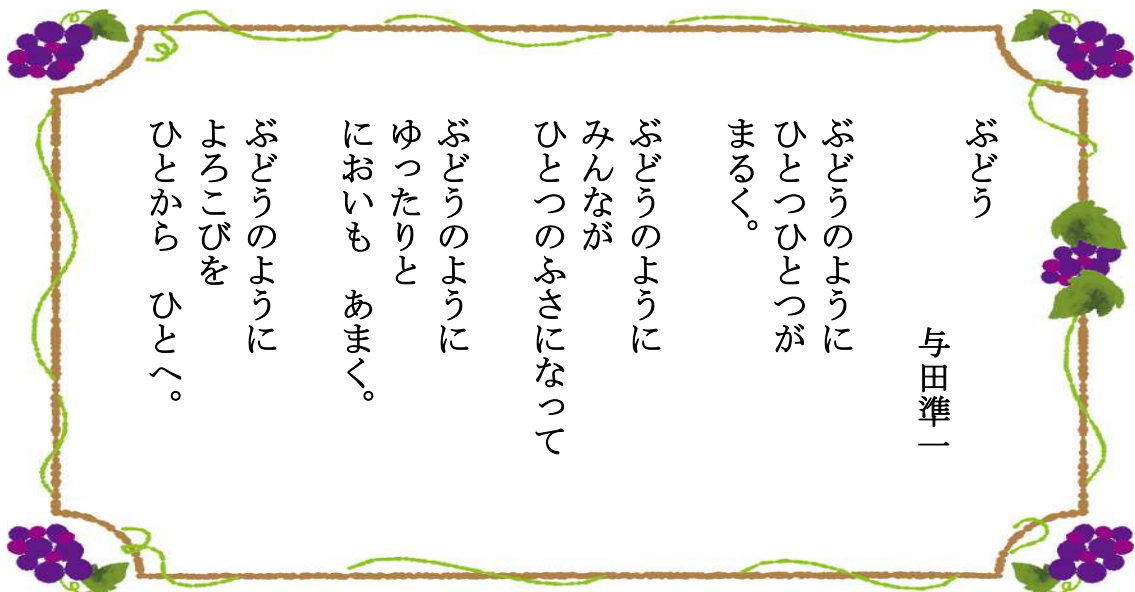 ぶどう
与田準一
ぶどうのように
ひとつひとつが
まるく。
ぶどうのように
みんなが
ひとつのふさになって
ぶどうのように
ゆったりと
においも　あまく。
ぶどうのように
よろこびを
ひとから　ひとへ。